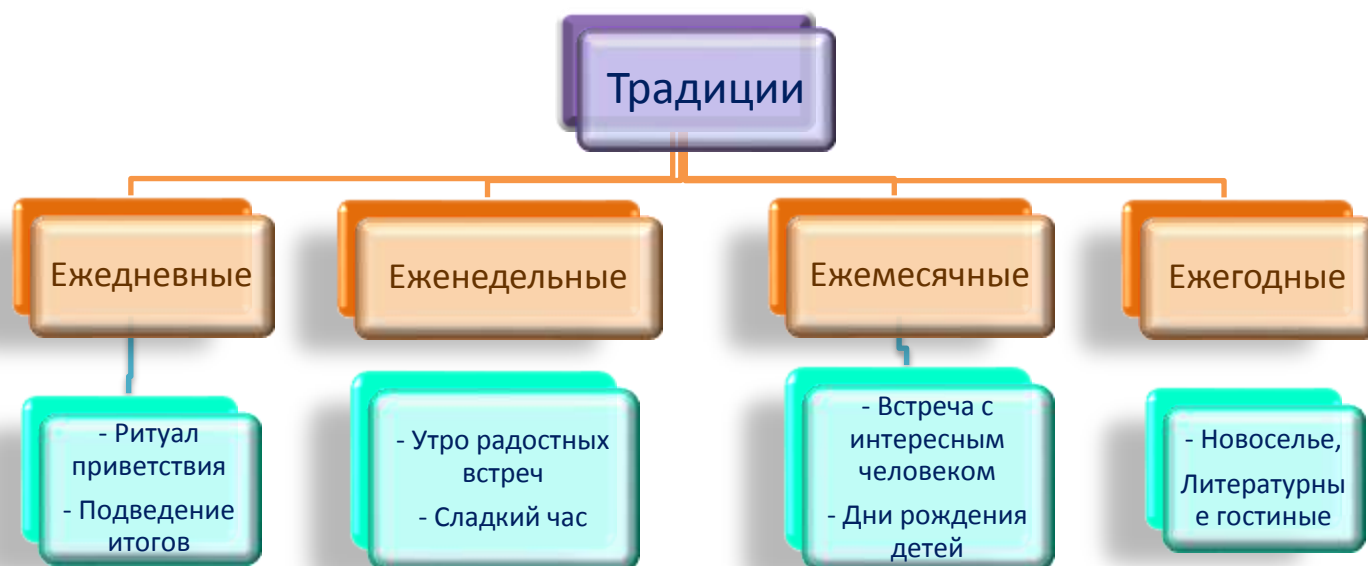 Традиции
Ежедневные
Еженедельные
Ежемесячные
Ежегодные
- Ритуал
приветствия
- Подведение
итогов
- Утро радостных
встреч
- Сладкий час
- Встреча с
интересным
человеком
- Дни рождения
детей
- Новоселье,
Литературны
е гостиные